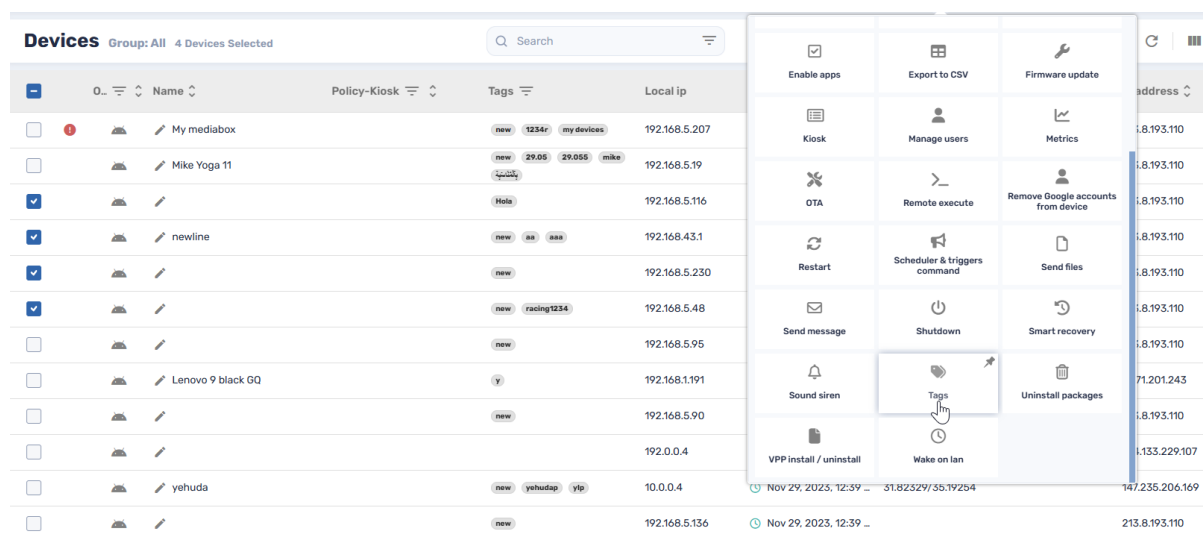 Devices Group: All 4 Devices Selected Search
Enable apps Export to CSV Firmware update
O.. Name Policy-Kiosk Tags Local ip address
Kiosk Manage users Metrics
My mediabox new 1234r my devices 192.168.5.207 .8.193.110
Mike Yoga 11 new 29.05 29.055 mike 192.168.5.19 .8.193.110
OTA Remote execute Remove Google accounts from device
Hola 192.168.5.116 .8.193.110
newline new aa aaa 192.168.43.1 .8.193.110
Restart Scheduler & triggers command Send files
new 192.168.5.230 .8.193.110
new racing1234 192.168.5.48 .8.193.110
Send message Shutdown Smart recovery
new 192.168.5.95 .8.193.110
Lenovo 9 black GQ y 192.168.1.191 71.201.243
Sound siren Tags Uninstall packages
new 192.168.5.90 .8.193.110
192.0.0.4 .133.229.107
VPP install / uninstall Wake on lan
yehuda new yehudap ylp 10.0.0.4 Nov 29, 2023, 12:39 .. 31.82329/35.19254 147.235.206.169
new 192.168.5.136 Nov 29, 2023, 12:39 .. 213.8.193.110